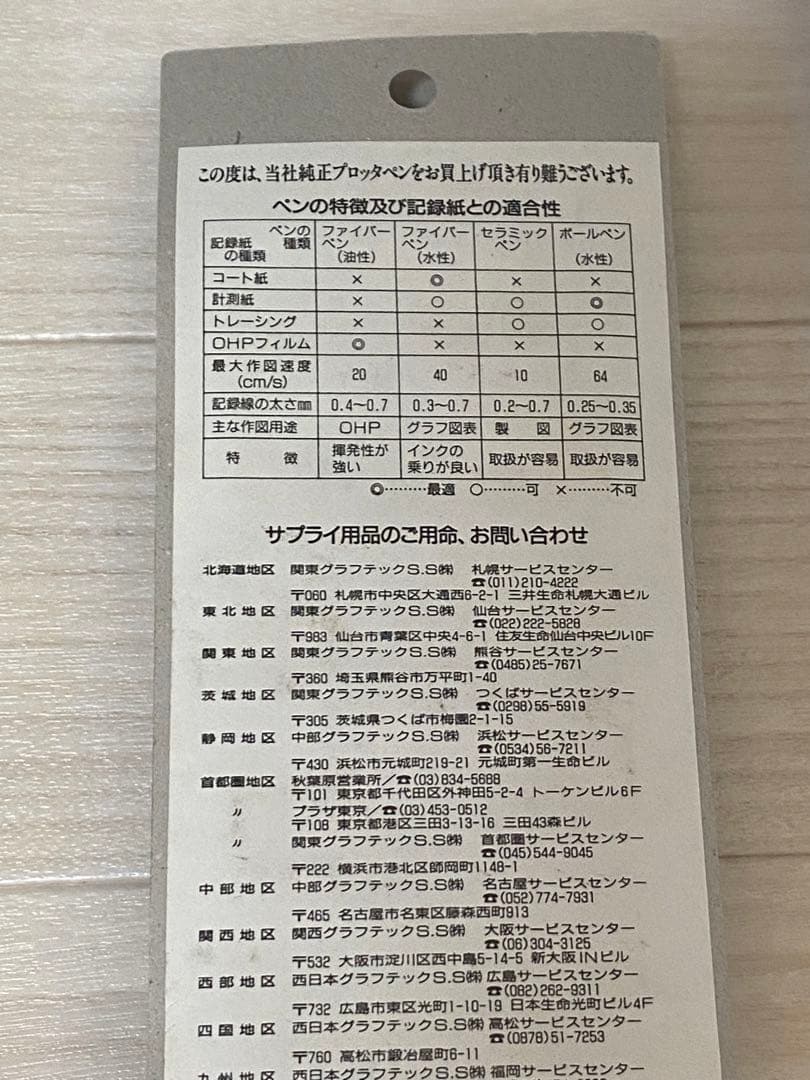 この度は、当社純正プロッタペンをお買上げ頂き有り難うございます。
ペンの特徴及び記録紙との適合性
ペンの種類 記録紙の種類 ファイバーペン(油性) ファイバーペン(水性) セラミックペン ボールペン(水性)
コート紙 × ◎ × ×
計測紙 × ○ ○ ◎
トレーシング × × ○ ○
OHPフィルム ◎ × × ×
最大作図速度(cm/s) 20 40 10 64
記録線の太さ㎜ 0.4〜0.7 0.3〜0.7 0.2〜0.7 0.25〜0.35
主な作図用途 OHP グラフ図表 製図 グラフ図表
特徴 揮発性が強い インクの乗りが良い 取扱が容易 取扱が容易
◎………最適 ○………可 ×………不可
サプライ用品のご用命、お問い合わせ
北海道地区 関東グラフテックS.S㈱ 札幌サービスセンター
☎(011)210-4222
〒060 札幌市中央区大通西6-2-1 三井生命札幌大通ビル
東北地区 関東グラフテックS.S㈱ 仙台サービスセンター
☎(022)222-5828
〒983 仙台市青葉区中央4-6-1 住友生命仙台中央ビル10F
関東地区 関東グラフテックS.S㈱ 熊谷サービスセンター
☎(0485)25-7671
〒360 埼玉県熊谷市万平町1-40
茨城地区 関東グラフテックS.S㈱ つくばサービスセンター
☎(0298)55-5919
〒305 茨城県つくば市梅園2-1-15
静岡地区 中部グラフテックS.S㈱ 浜松サービスセンター
☎(0534)56-7211
〒430 浜松市元城町219-21 元城町第一生命ビル
首都圏地区 秋葉原営業所/☎(03)834-5688
〒101 東京都千代田区外神田5-2-4 トーケンビル6F
〃 プラザ東京/☎(03)453-0512
〒108 東京都港区三田3-13-16 三田43森ビル
〃 関東グラフテックS.S㈱ 首都圏サービスセンター
☎(045)544-9045
〒222 横浜市港北区師岡町1148-1
中部地区 中部グラフテックS.S㈱ 名古屋サービスセンター
☎(052)774-7931
〒465 名古屋市名東区藤森西町913
関西地区 関西グラフテックS.S㈱ 大阪サービスセンター
☎(06)304-3125
〒532 大阪市淀川区西中島5-14-5 新大阪INビル
西部地区 西日本グラフテックS.S㈱ 広島サービスセンター
☎(082)262-9311
〒732 広島市東区光町1-10-19 日本生命光町ビル4F
四国地区 西日本グラフテックS.S㈱ 高松サービスセンター
☎(0878)51-7253
〒760 高松市鍛冶屋町6-11
九州地区 西日本グラフテックS.S㈱ 福岡サービスセンター